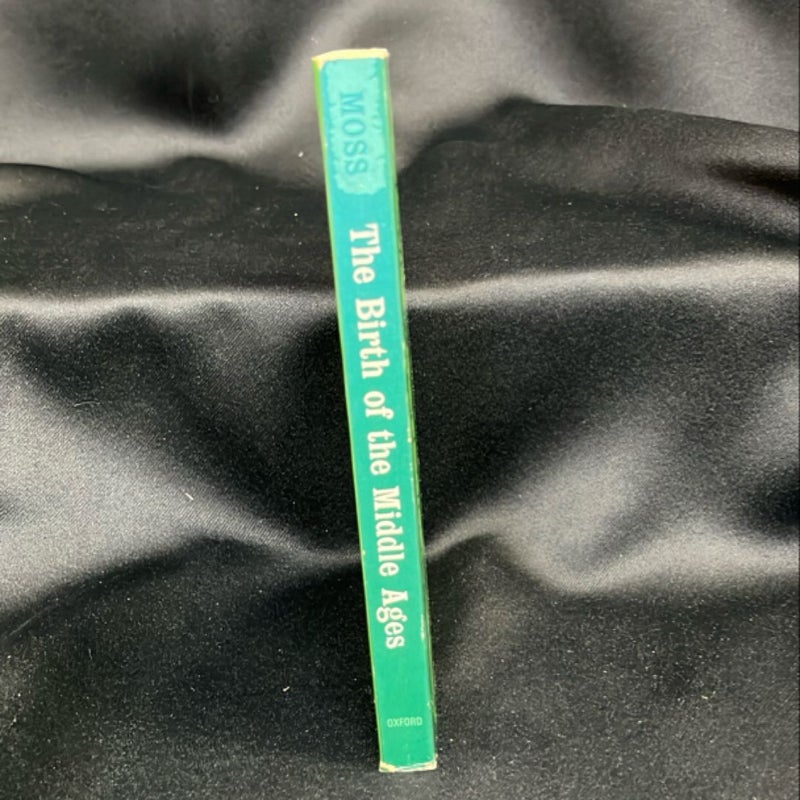 MOSS
The Birth of the Middle Ages
OXFORD